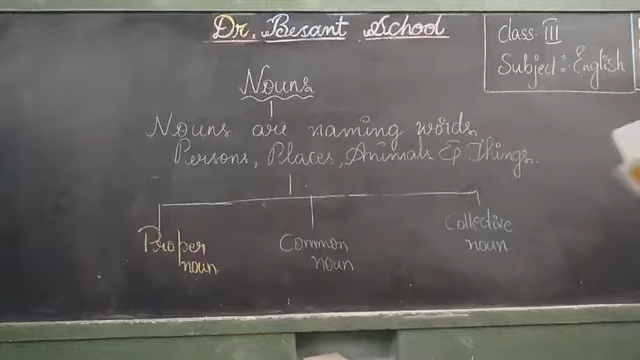 Dr. Besant School
Class III
Subject: English
Nouns
Nouns are naming words
Persons, Places, Animals & Things.
Proper noun
Common noun
Collective noun